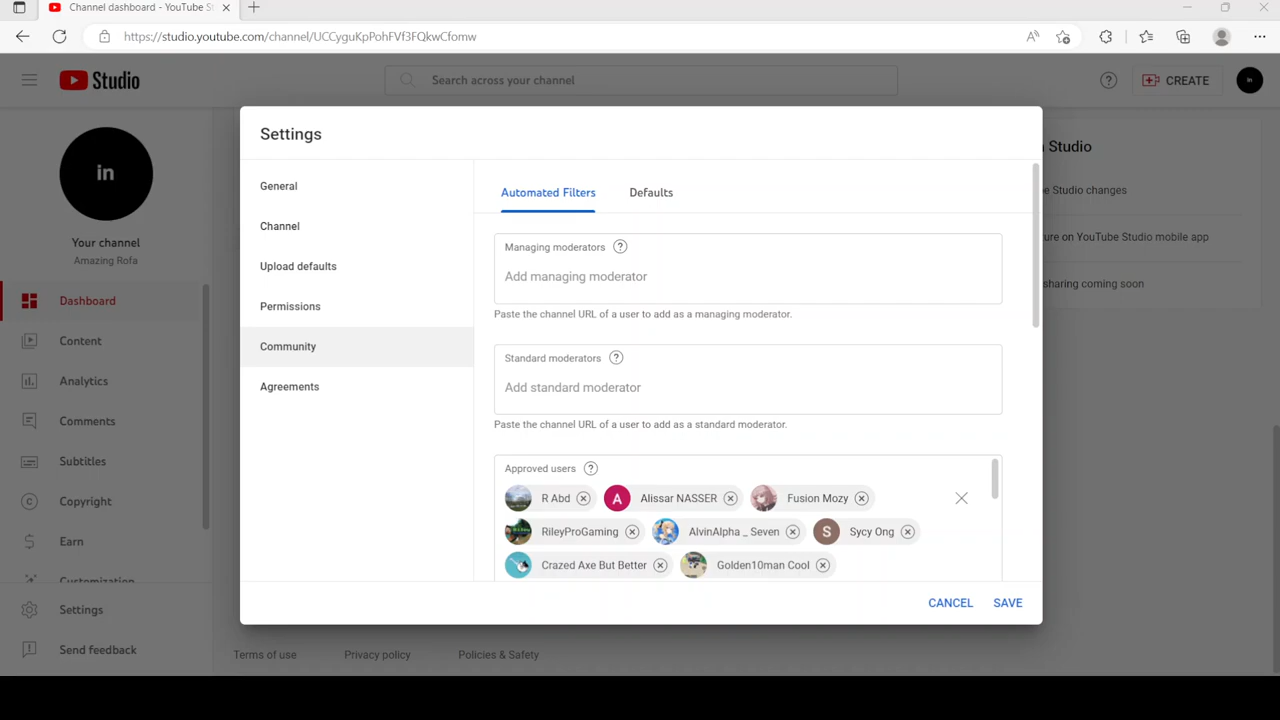 Channel dashboard - YouTube St
https://studio.youtube.com/channel/UCCyguKpPohFVf3FQkwCfomw
Studio
Search across your channel
CREATE
in
in
Your channel
Amazing Rofa
Dashboard
Content
Analytics
Comments
Subtitles
Copyright
Earn
Customization
Settings
Send feedback
Settings
General
Channel
Upload defaults
Permissions
Community
Agreements
Automated Filters
Defaults
Managing moderators ?
Add managing moderator
Paste the channel URL of a user to add as a managing moderator.
Standard moderators ?
Add standard moderator
Paste the channel URL of a user to add as a standard moderator.
Approved users ?
R Abd A Alissar NASSER Fusion Mozy
RileyProGaming AlvinAlpha _ Seven S Sycy Ong
Crazed Axe But Better Golden10man Cool
CANCEL SAVE
Studio
Studio changes
ure on YouTube Studio mobile app
sharing coming soon
Terms of use Privacy policy Policies & Safety